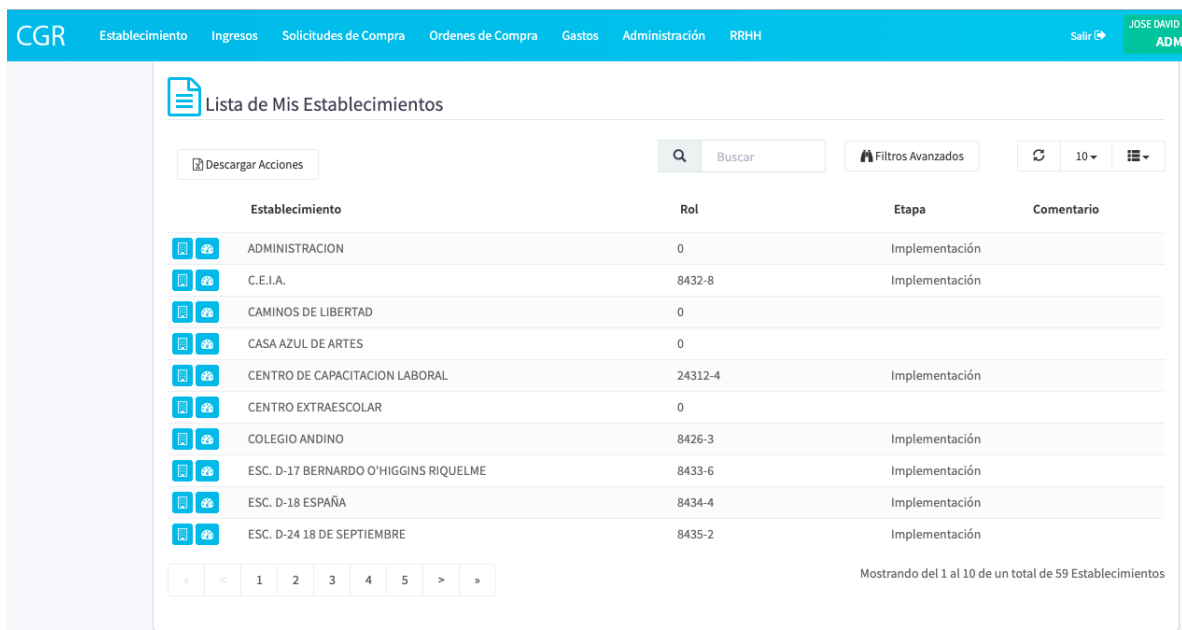 CGR Establecimiento Ingresos Solicitudes de Compra Ordenes de Compra Gastos Administración RRHH Salir JOSE DAVID
ADM
Lista de Mis Establecimientos
Descargar Acciones Buscar Filtros Avanzados 10
Establecimiento Rol Etapa Comentario
ADMINISTRACION 0 Implementación
C.E.I.A. 8432-8 Implementación
CAMINOS DE LIBERTAD 0
CASA AZUL DE ARTES 0
CENTRO DE CAPACITACION LABORAL 24312-4 Implementación
CENTRO EXTRAESCOLAR 0
COLEGIO ANDINO 8426-3 Implementación
ESC. D-17 BERNARDO O'HIGGINS RIQUELME 8433-6 Implementación
ESC. D-18 ESPAÑA 8434-4 Implementación
ESC. D-24 18 DE SEPTIEMBRE 8435-2 Implementación
« < 1 2 3 4 5 > » Mostrando del 1 al 10 de un total de 59 Establecimientos